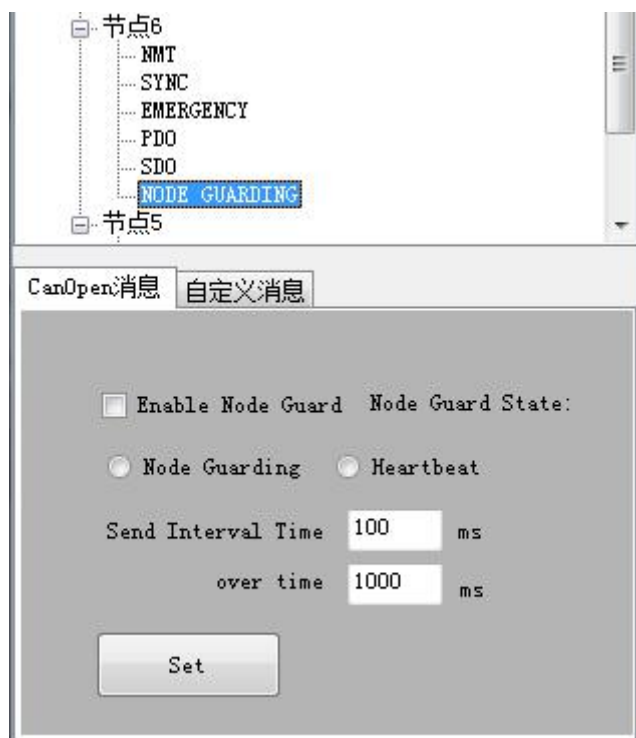 节点6
NMT
SYNC
EMERGENCY
PDO
SDO
NODE GUARDING
节点5
CanOpen消息 自定义消息
Enable Node Guard Node Guard State:
Node Guarding Heartbeat
Send Interval Time 100 ms
over time 1000 ms
Set